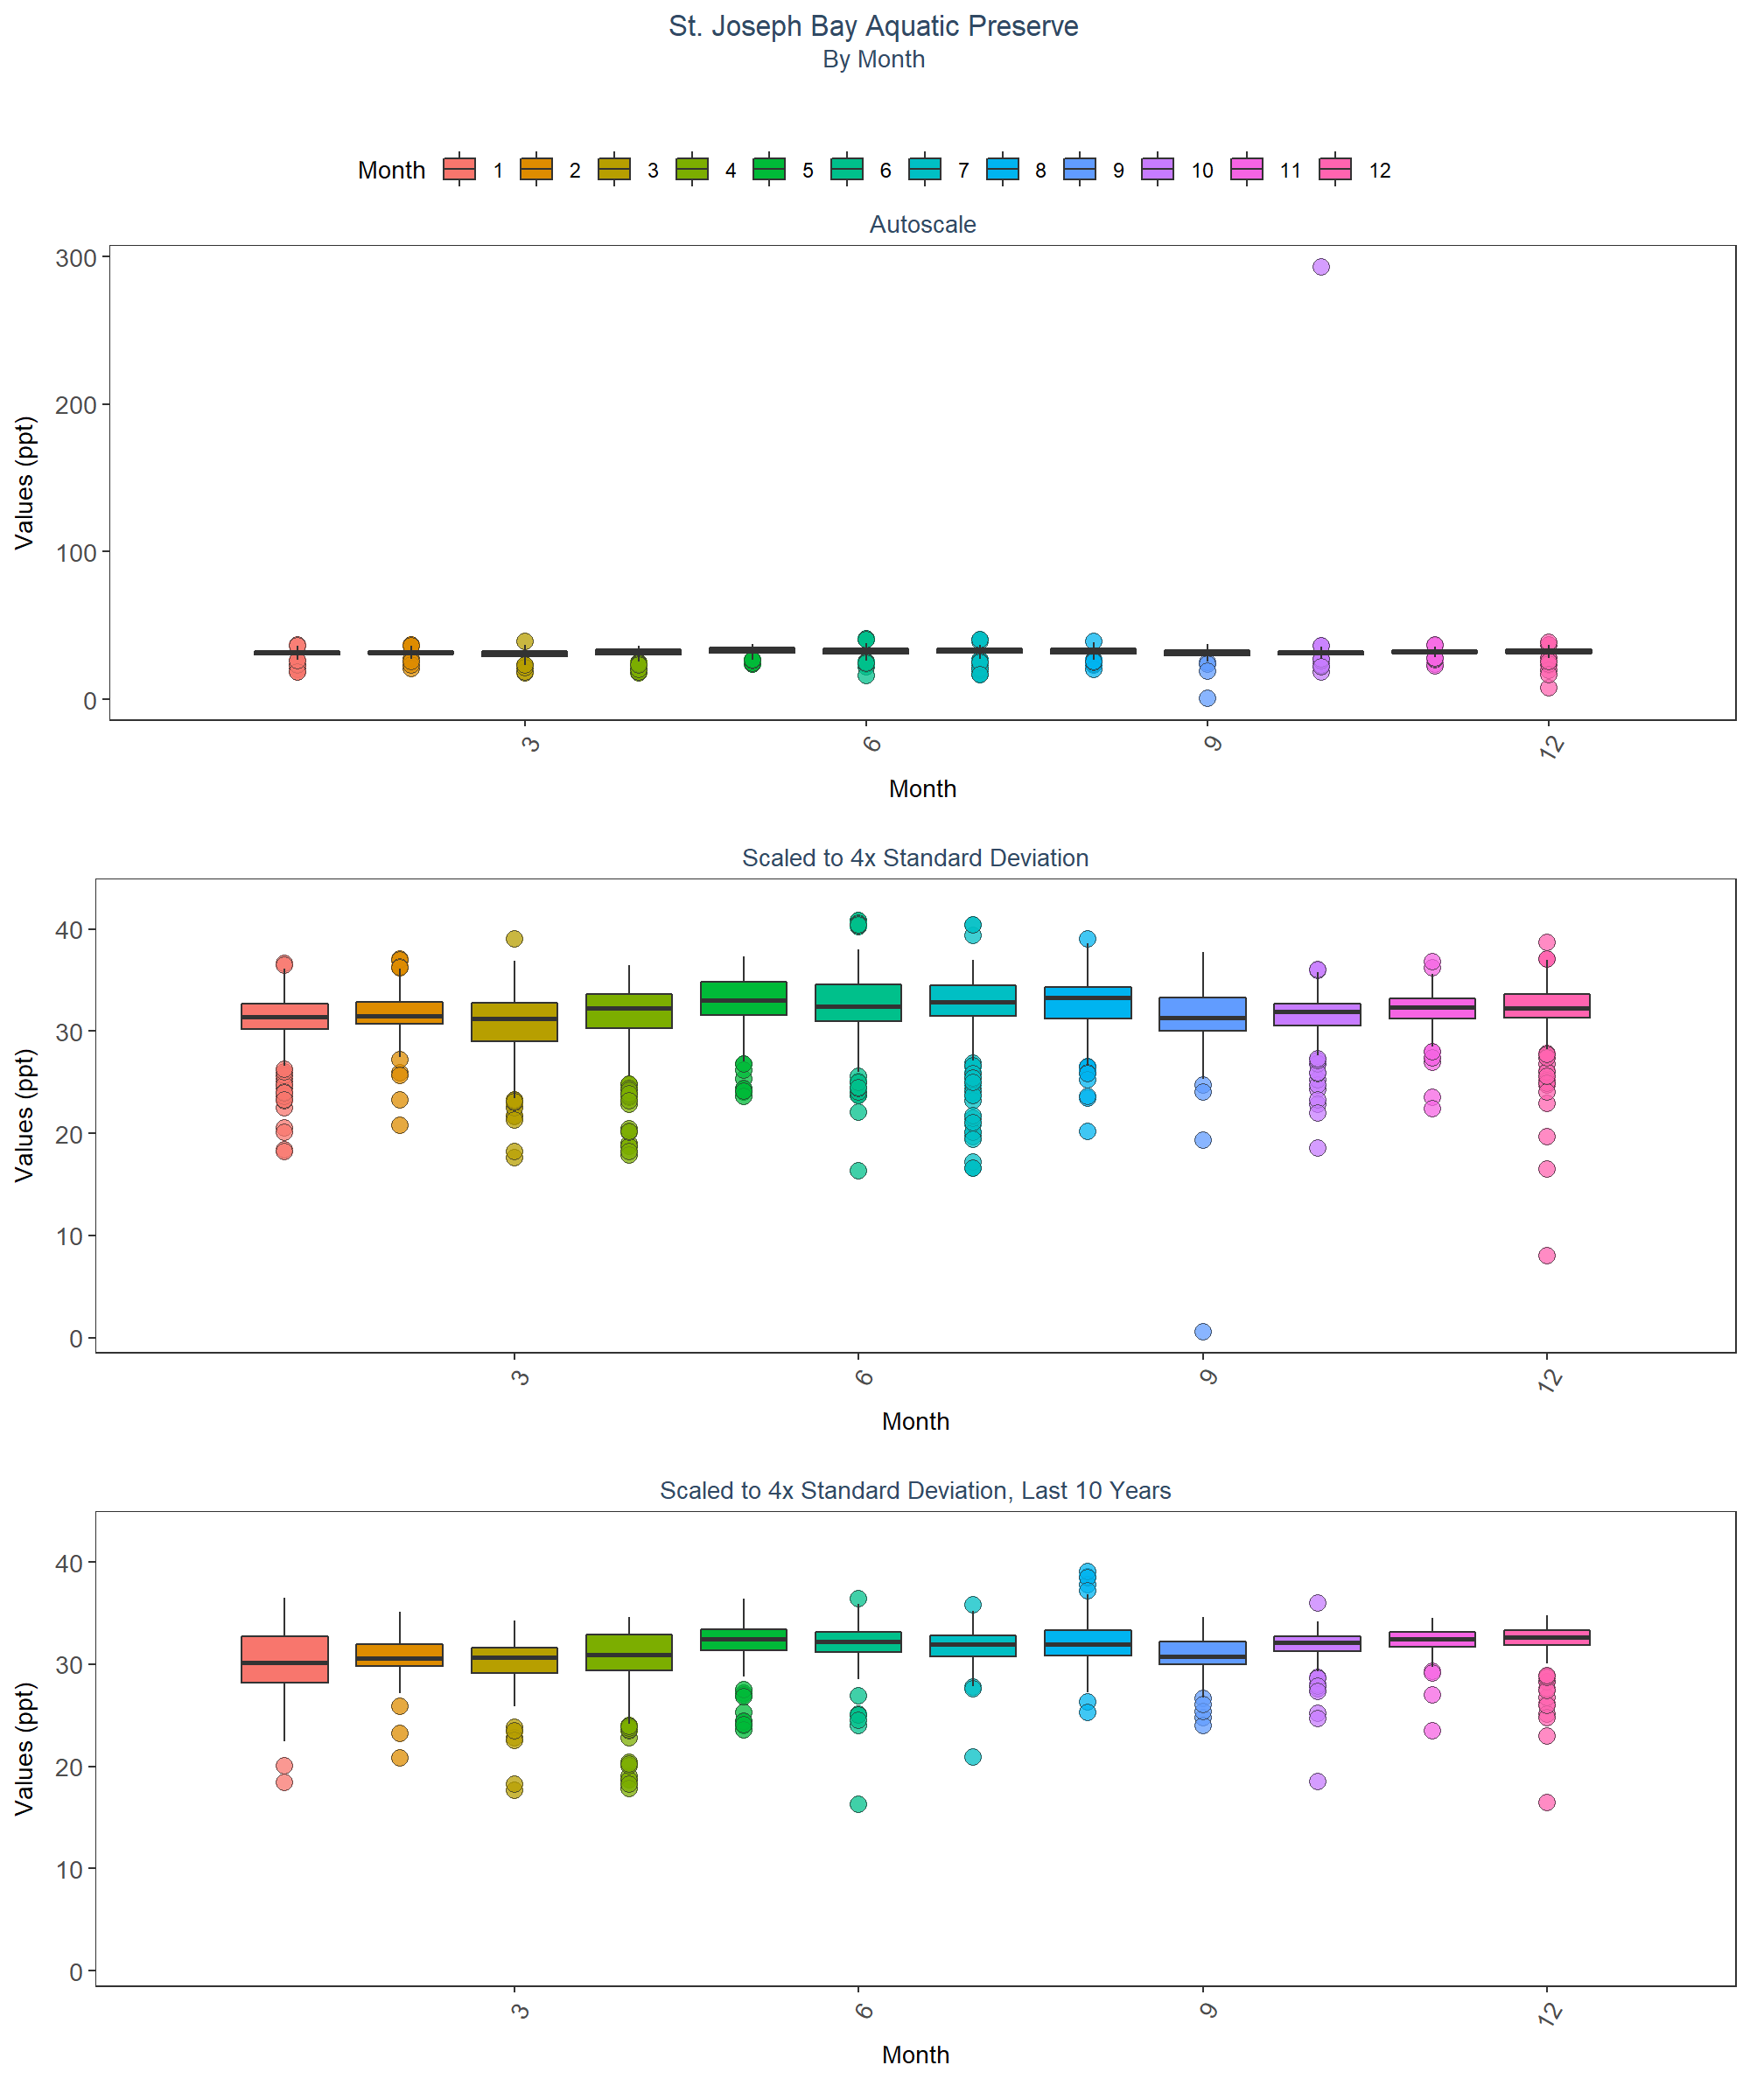 St. Joseph Bay Aquatic Preserve
By Month
Month 1 2 3 4 5 6 7 8 9 10 11 12
Autoscale
Values (ppt)
300
200
100
0
3 6 9 12
Month
Scaled to 4x Standard Deviation
Values (ppt)
40
30
20
10
0
3 6 9 12
Month
Scaled to 4x Standard Deviation, Last 10 Years
Values (ppt)
40
30
20
10
0
3 6 9 12
Month